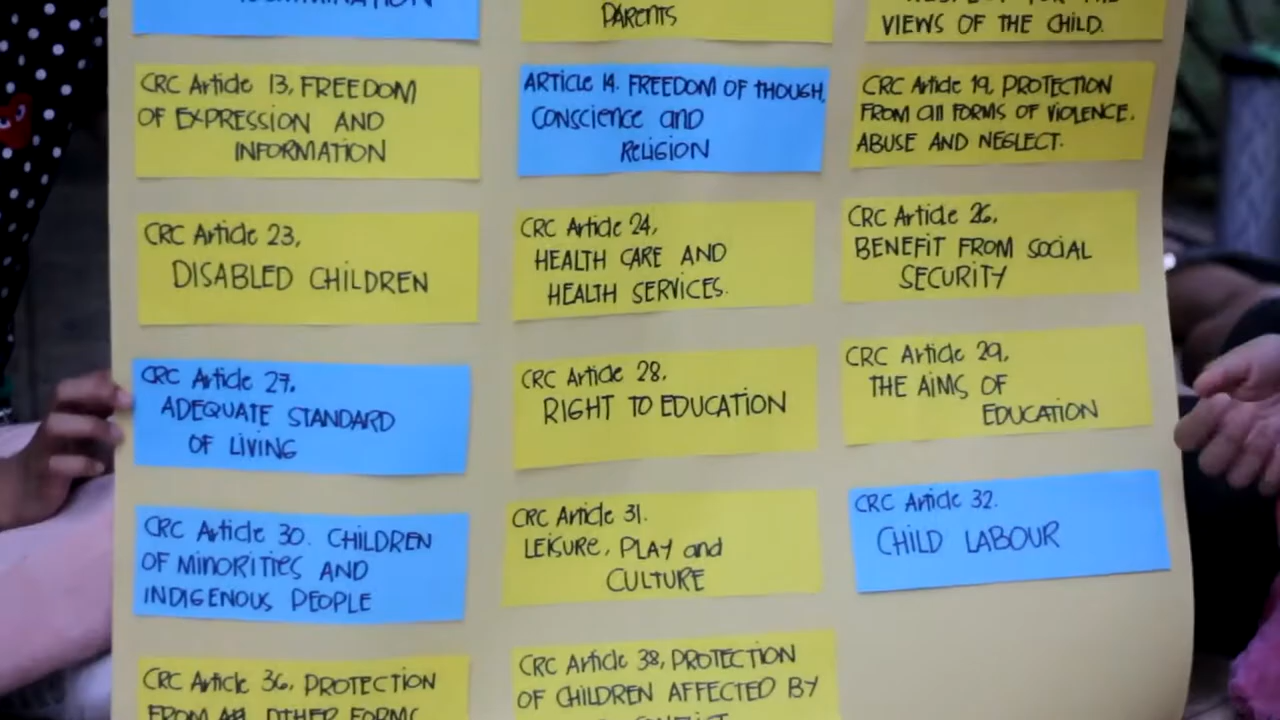 PARENTS
VIEWS OF THE CHILD.
CRC Article 13, FREEDOM
OF EXPRESSION AND
INFORMATION
ARTICLE 14. FREEDOM OF THOUGH,
CONSCIENCE and
RELIGION
CRC Article 19, PROTECTION
FROM all FORMS OF VIOLENCE.
ABUSE AND NEGLECT.
CRC Article 23,
DISABLED CHILDREN
CRC Article 24,
HEALTH CARE AND
HEALTH SERVICES.
CRC Article 26,
BENEFIT FROM SOCIAL
SECURITY
CRC Article 27,
ADEQUATE STANDARD
OF LIVING
CRC Article 28.
RIGHT TO EDUCATION
CRC Article 29,
THE AIMS OF
EDUCATION
CRC Article 30. CHILDREN
OF MINORITIES AND
INDIGENOUS PEOPLE
CRC Article 31.
LEISURE, PLAY and
CULTURE
CRC Article 32.
CHILD LABOUR
CRC Article 36, PROTECTION
FROM OTHER FORMS
CRC Article 38, PROTECTION
OF CHILDREN AFFECTED BY